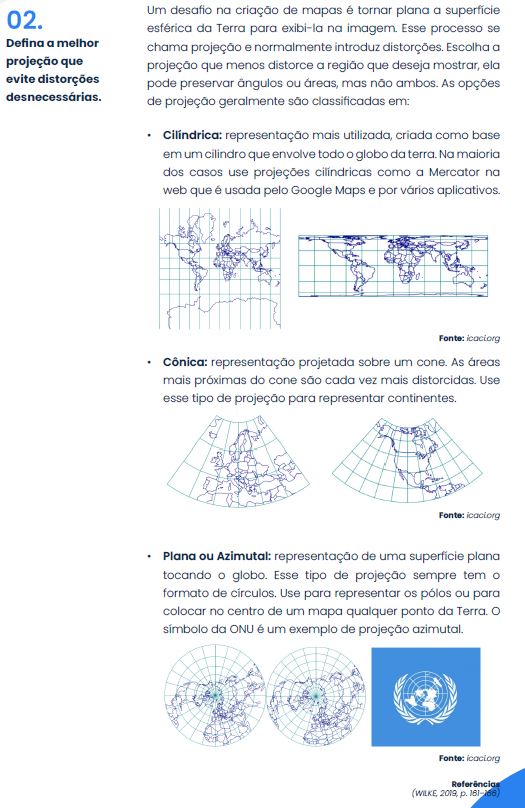 02.
Defina a melhor
projeção que
evite distorções
desnecessárias.
Um desafio na criação de mapas é tornar plana a superfície
esférica da Terra para exibi-la na imagem. Esse processo se
chama projeção e normalmente introduz distorções. Escolha a
projeção que menos distorce a região que deseja mostrar, ela
pode preservar ângulos ou áreas, mas não ambos. As opções
de projeção geralmente são classificadas em:
• Cilíndrica: representação mais utilizada, criada como base
em um cilindro que envolve todo o globo da terra. Na maioria
dos casos use projeções cilíndricas como a Mercator na
web que é usada pelo Google Maps e por vários aplicativos.
Fonte: icaci.org
• Cônica: representação projetada sobre um cone. As áreas
mais próximas do cone são cada vez mais distorcidas. Use
esse tipo de projeção para representar continentes.
Fonte: icaci.org
• Plana ou Azimutal: representação de uma superfície plana
tocando o globo. Esse tipo de projeção sempre tem o
formato de círculos. Use para representar os pólos ou para
colocar no centro de um mapa qualquer ponto da Terra. O
símbolo da ONU é um exemplo de projeção azimutal.
Fonte: icaci.org
Referências
(WILKE, 2019, p. 161-166)